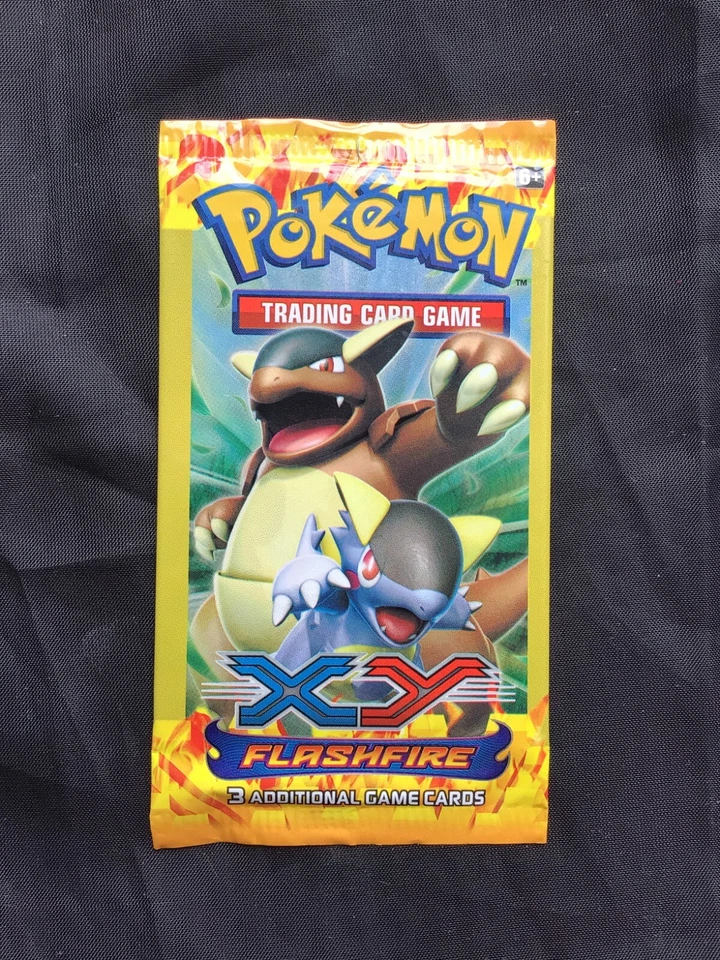 6+
POKéMON
TM
TRADING CARD GAME
XY
FLASHFIRE
3 ADDITIONAL GAME CARDS